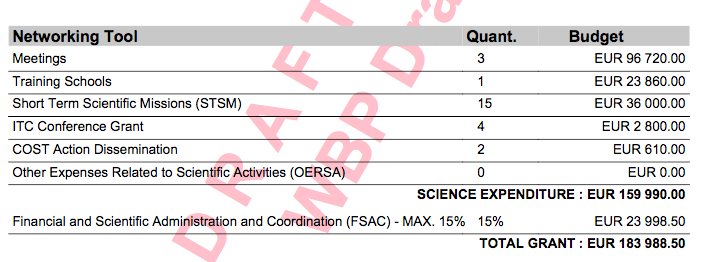 Networking Tool Quant. Budget
Meetings 3 EUR 96 720.00
Training Schools 1 EUR 23 860.00
Short Term Scientific Missions (STSM) 15 EUR 36 000.00
ITC Conference Grant 4 EUR 2 800.00
COST Action Dissemination 2 EUR 610.00
Other Expenses Related to Scientific Activities (OERSA) 0 EUR 0.00
SCIENCE EXPENDITURE : EUR 159 990.00
Financial and Scientific Administration and Coordination (FSAC) - MAX. 15% 15% EUR 23 998.50
TOTAL GRANT : EUR 183 988.50
DRAFT
WBP Dra